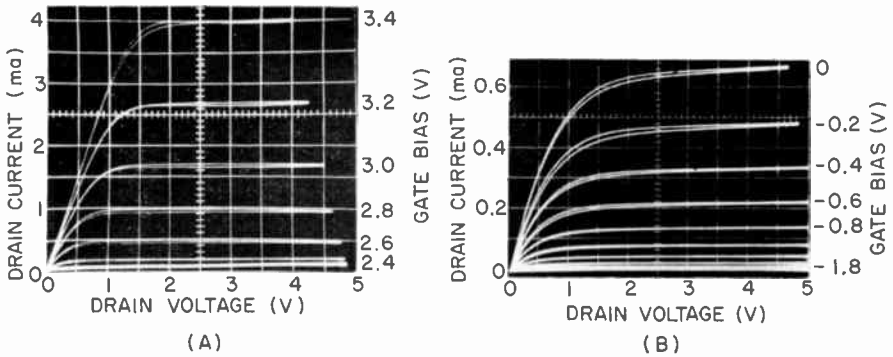 DRAIN CURRENT (ma)
4
3
2
1
0
0 1 2 3 4 5
DRAIN VOLTAGE (V)
3.4
3.2
3.0
2.8
2.6
2.4
GATE BIAS (V)
(A)
DRAIN CURRENT (ma)
0.6
0.4
0.2
0
0 1 2 3 4 5
DRAIN VOLTAGE (V)
0
-0.2
-0.4
-0.6
-0.8
-1.8
GATE BIAS (V)
(B)